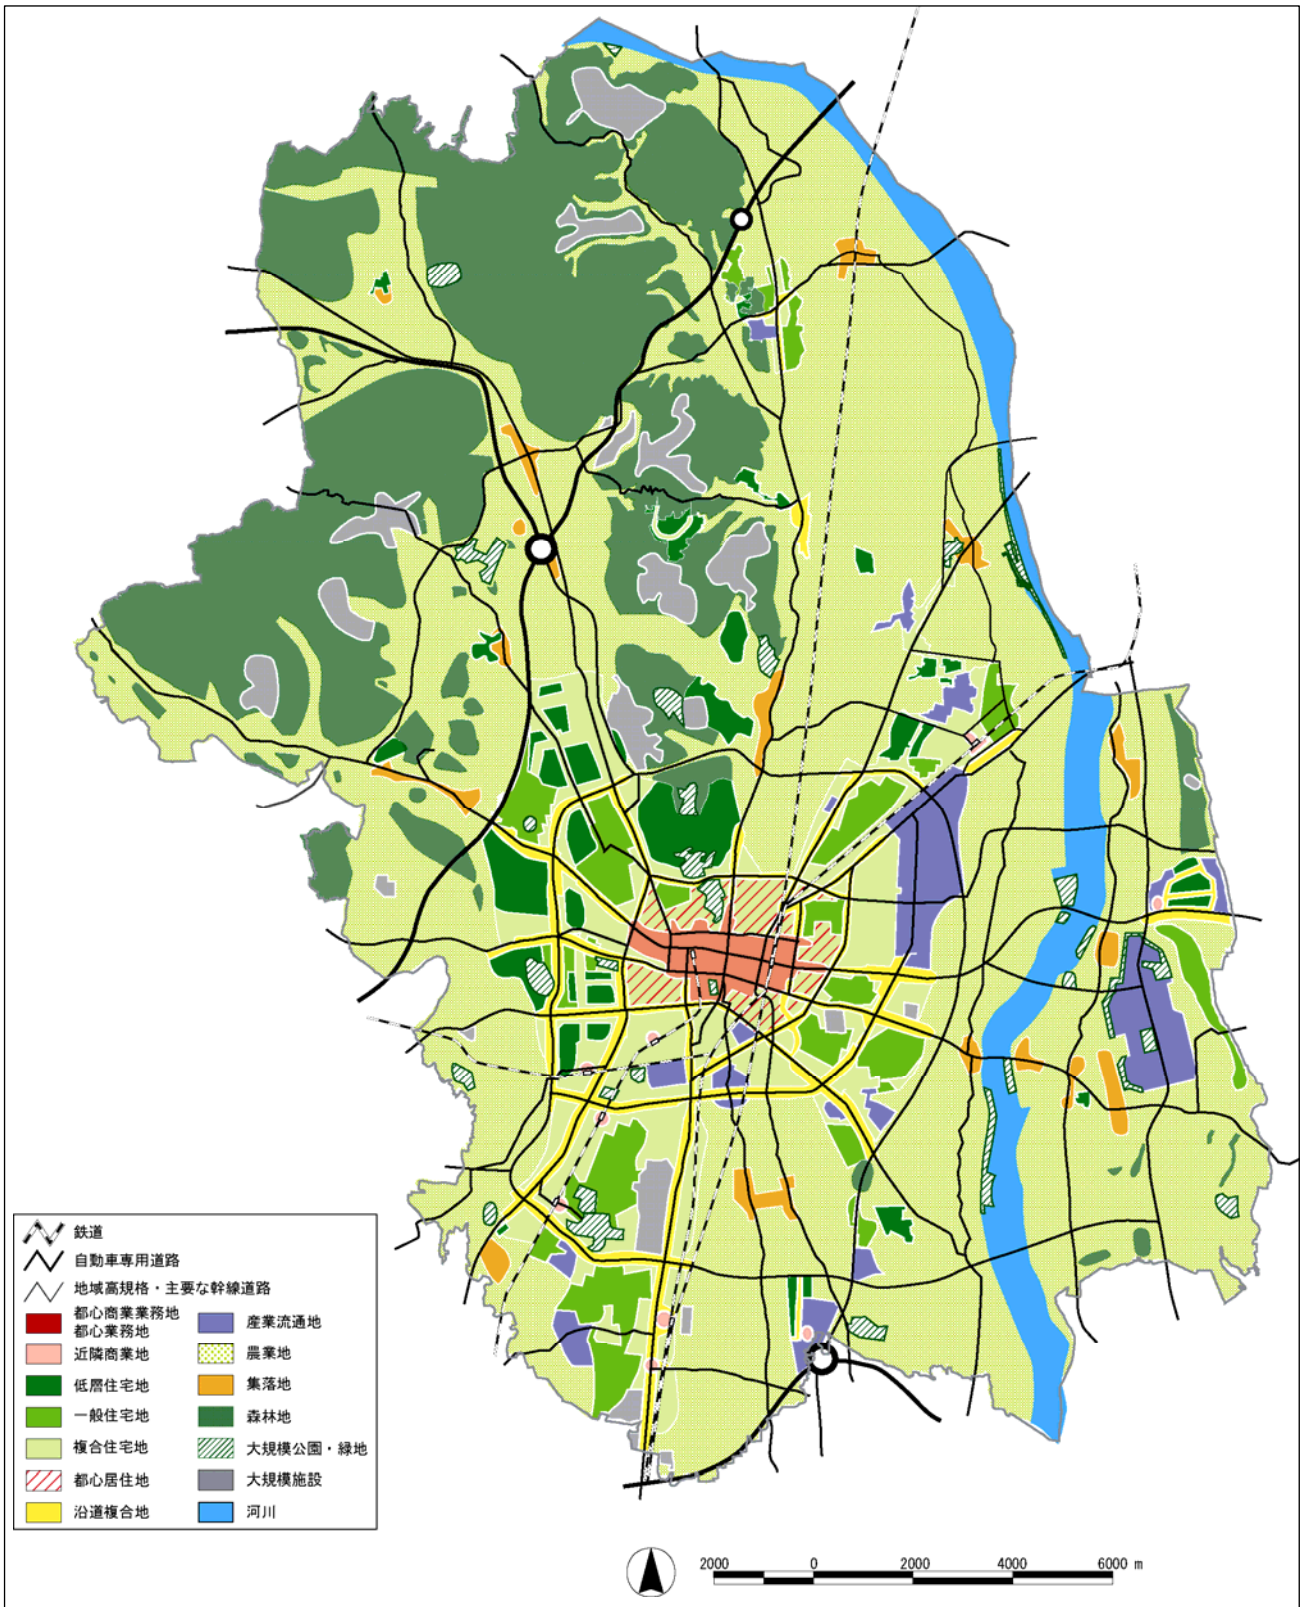 鉄道
自動車専用道路
地域高規格・主要な幹線道路
都心商業業務地
都心業務地
近隣商業地
低層住宅地
一般住宅地
複合住宅地
都心居住地
沿道複合地
産業流通地
農業地
集落地
森林地
大規模公園・緑地
大規模施設
河川
2000 0 2000 4000 6000 m